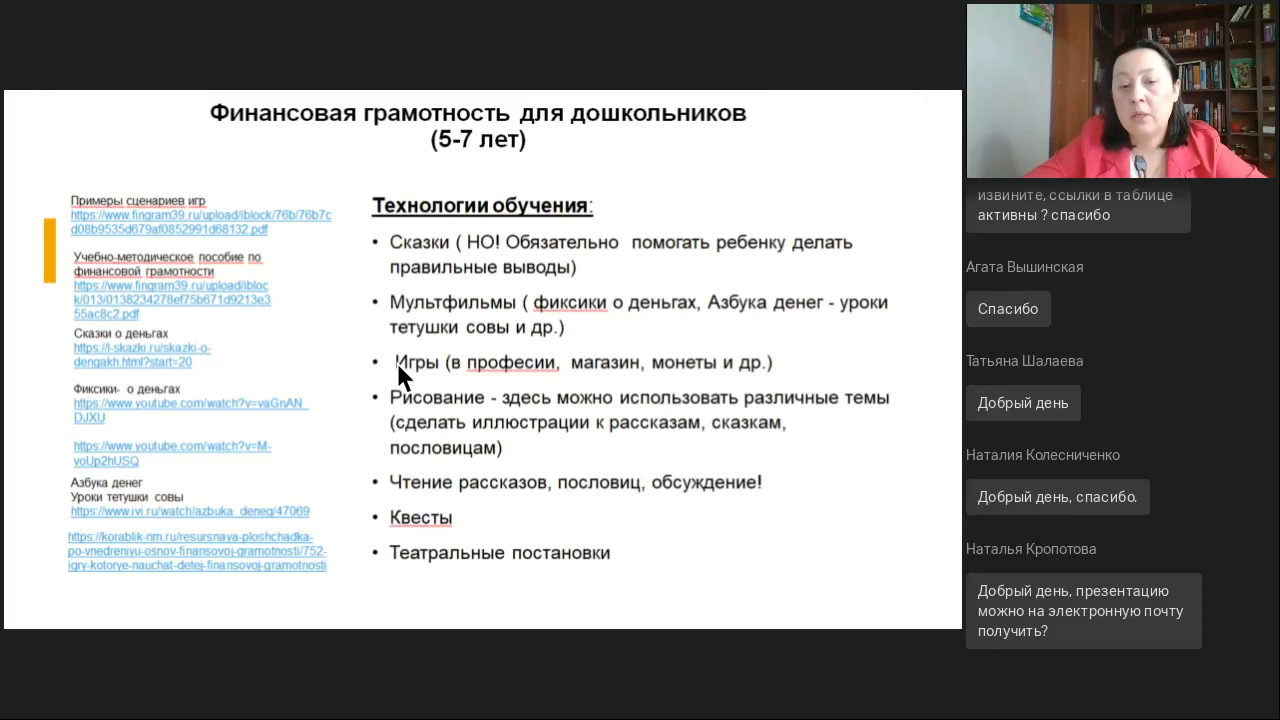 Финансовая грамотность для дошкольников
(5-7 лет)
Примеры сценариев игр
https://www.fingram39.ru/upload/iblock/76b/76b7c
d08b9535d679af0852991d68132.pdf
Учебно-методическое пособие по
финансовой грамотности
https://www.fingram39.ru/upload/ibloc
k/013/0138234278ef75b671d9213e3
55ac8c2.pdf
Сказки о деньгах
https://l-skazki.ru/skazki-o-
dengakh.html?start=20
Фиксики- о деньгах
https://www.youtube.com/watch?v=vaGnAN_
DJXU
https://www.youtube.com/watch?v=M-
voUp2hUSQ
Азбука денег
Уроки тетушки совы
https://www.ivi.ru/watch/azbuka_deneg/47069
https://korablik-nm.ru/resursnaya-ploshchadka-
po-vnedreniyu-osnov-finansovoj-gramotnosti/752-
igry-kotorye-nauchat-detej-finansovoj-gramotnosti
Технологии обучения:
• Сказки ( НО! Обязательно помогать ребенку делать
правильные выводы)
• Мультфильмы ( фиксики о деньгах, Азбука денег - уроки
тетушки совы и др.)
• Игры (в професии, магазин, монеты и др.)
• Рисование - здесь можно использовать различные темы
(сделать иллюстрации к рассказам, сказкам,
пословицам)
• Чтение рассказов, пословиц, обсуждение!
• Квесты
• Театральные постановки
извините, ссылки в таблице
активны ? спасибо
Агата Вышинская
Спасибо
Татьяна Шалаева
Добрый день
Наталия Колесниченко
Добрый день, спасибо.
Наталья Кропотова
Добрый день, презентацию
можно на электронную почту
получить?